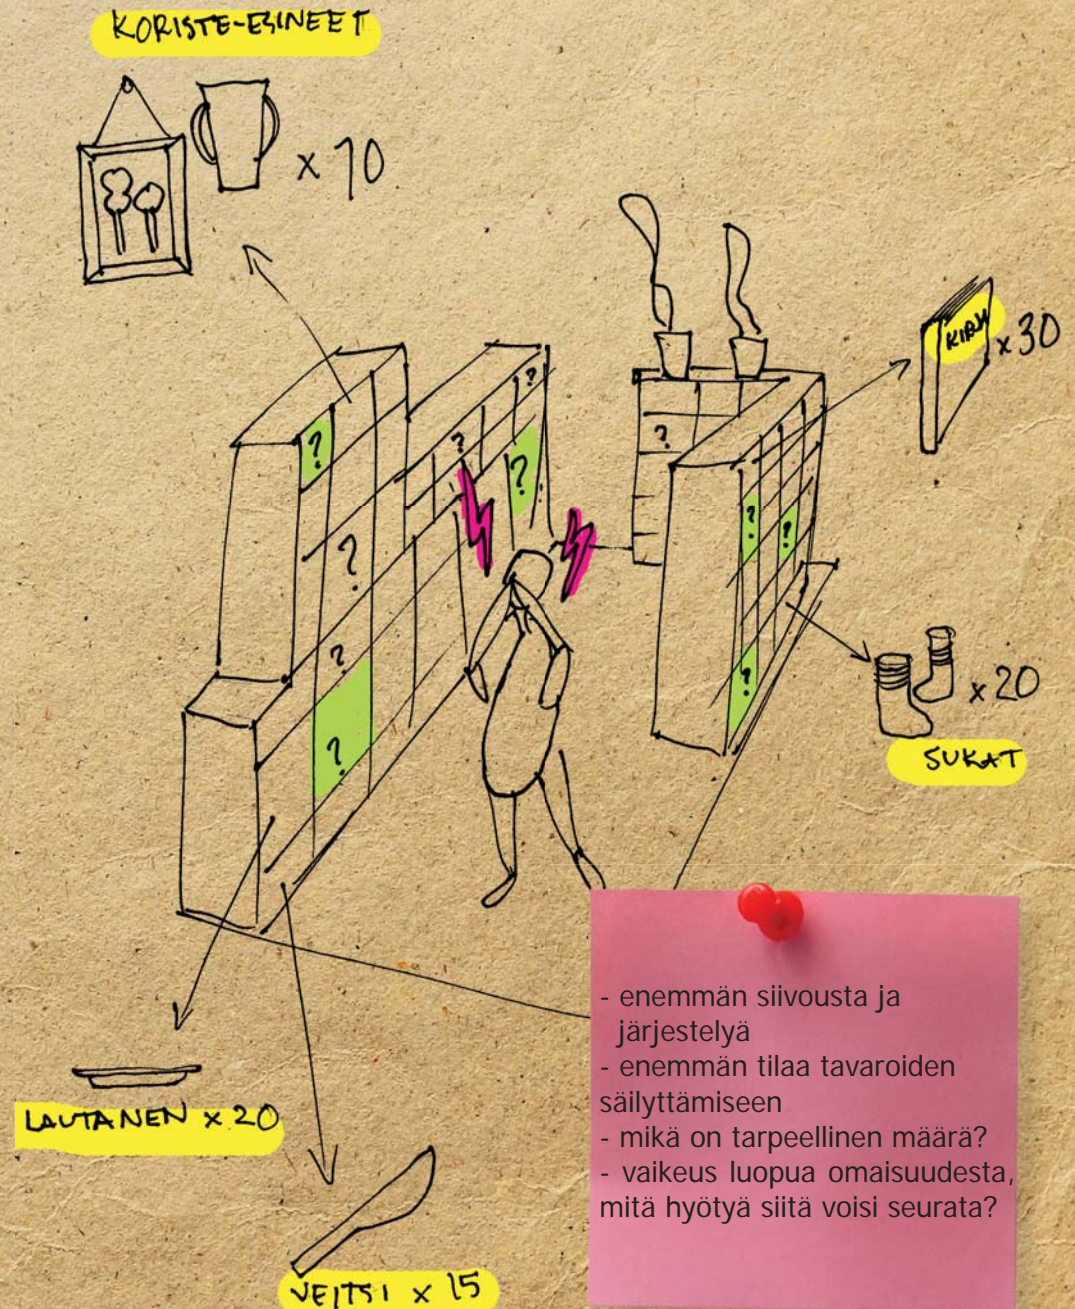 KORISTE-ESINEET
x 70
KIRJA
x 30
?
?
?
?
?
?
?
?
?
?
?
x 20
SUKAT
LAUTANEN x 20
VEITSI x 15
- enemmän siivousta ja
järjestelyä
- enemmän tilaa tavaroiden
säilyttämiseen
- mikä on tarpeellinen määrä?
- vaikeus luopua omaisuudesta,
mitä hyötyä siitä voisi seurata?